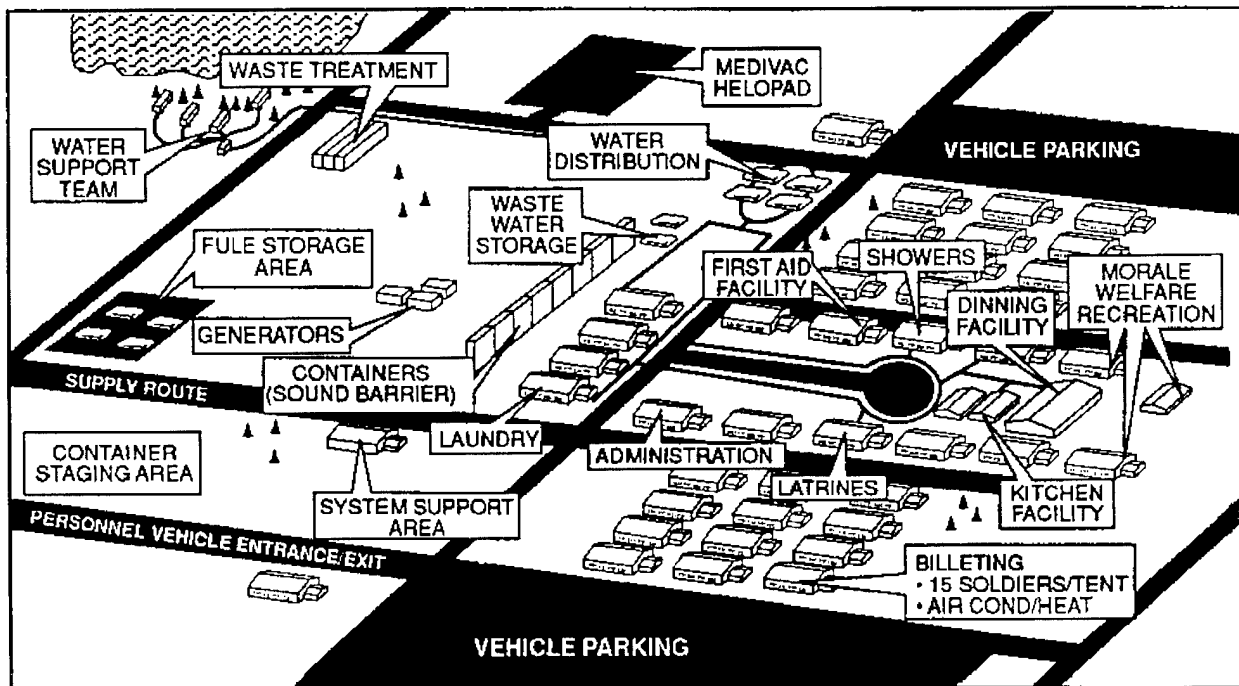 WASTE TREATMENT
MEDIVAC
HELOPAD
WATER
SUPPORT
TEAM
WATER
DISTRIBUTION
VEHICLE PARKING
WASTE
WATER
STORAGE
FULE STORAGE
AREA
FIRST AID
FACILITY
SHOWERS
DINNING
FACILITY
MORALE
WELFARE
RECREATION
GENERATORS
CONTAINERS
(SOUND BARRIER)
SUPPLY ROUTE
LAUNDRY
ADMINISTRATION
LATRINES
KITCHEN
FACILITY
CONTAINER
STAGING AREA
SYSTEM SUPPORT
AREA
PERSONNEL VEHICLE ENTRANCE/EXIT
BILLETING
• 15 SOLDIERS/TENT
• AIR COND/HEAT
VEHICLE PARKING